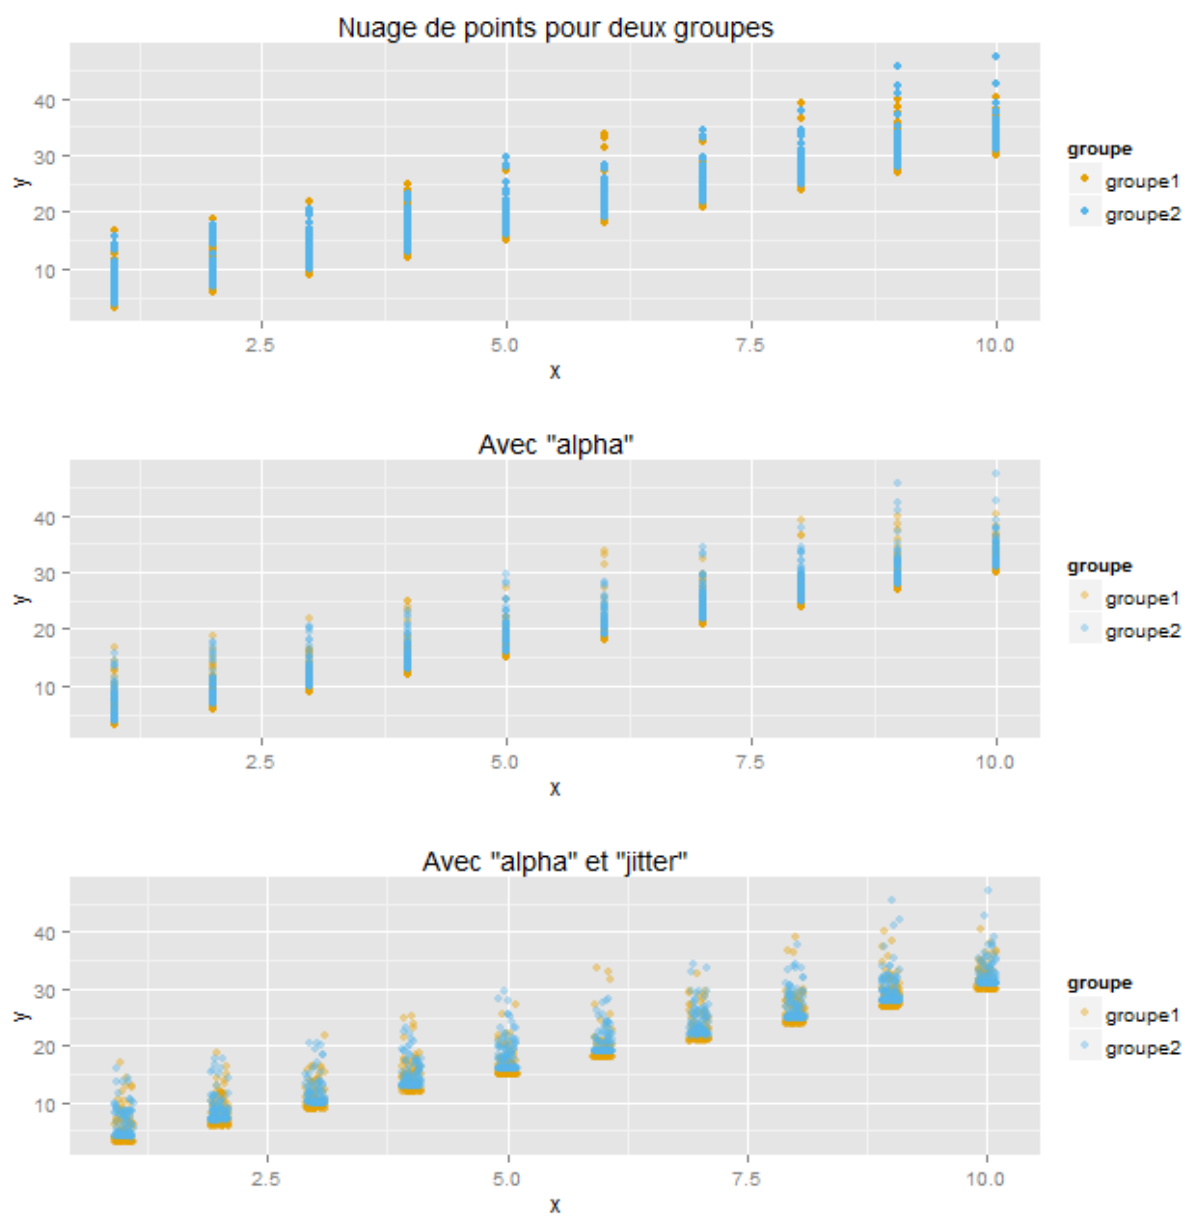 Nuage de points pour deux groupes
40
30
20
10
y
2.5 5.0 7.5 10.0
x
groupe
groupe1
groupe2
Avec "alpha"
40
30
20
10
y
2.5 5.0 7.5 10.0
x
groupe
groupe1
groupe2
Avec "alpha" et "jitter"
40
30
20
10
y
2.5 5.0 7.5 10.0
x
groupe
groupe1
groupe2